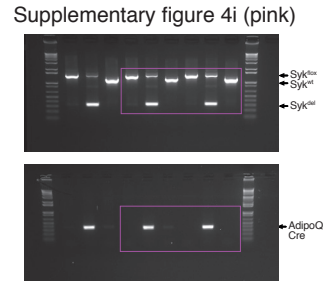 Supplementary figure 4i (pink)
Syk^flox
Syk^wt
Syk^del
AdipoQ
Cre